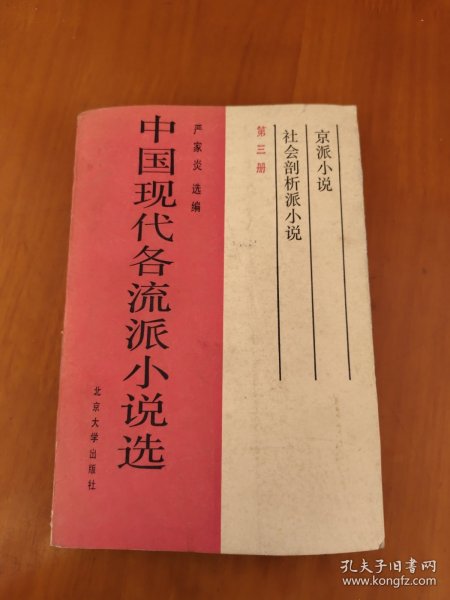 京派小说
社会剖析派小说
第三册
严家炎 选编
中国现代各流派小说选
北京大学出版社
孔夫子旧书网
www.kongfz.com